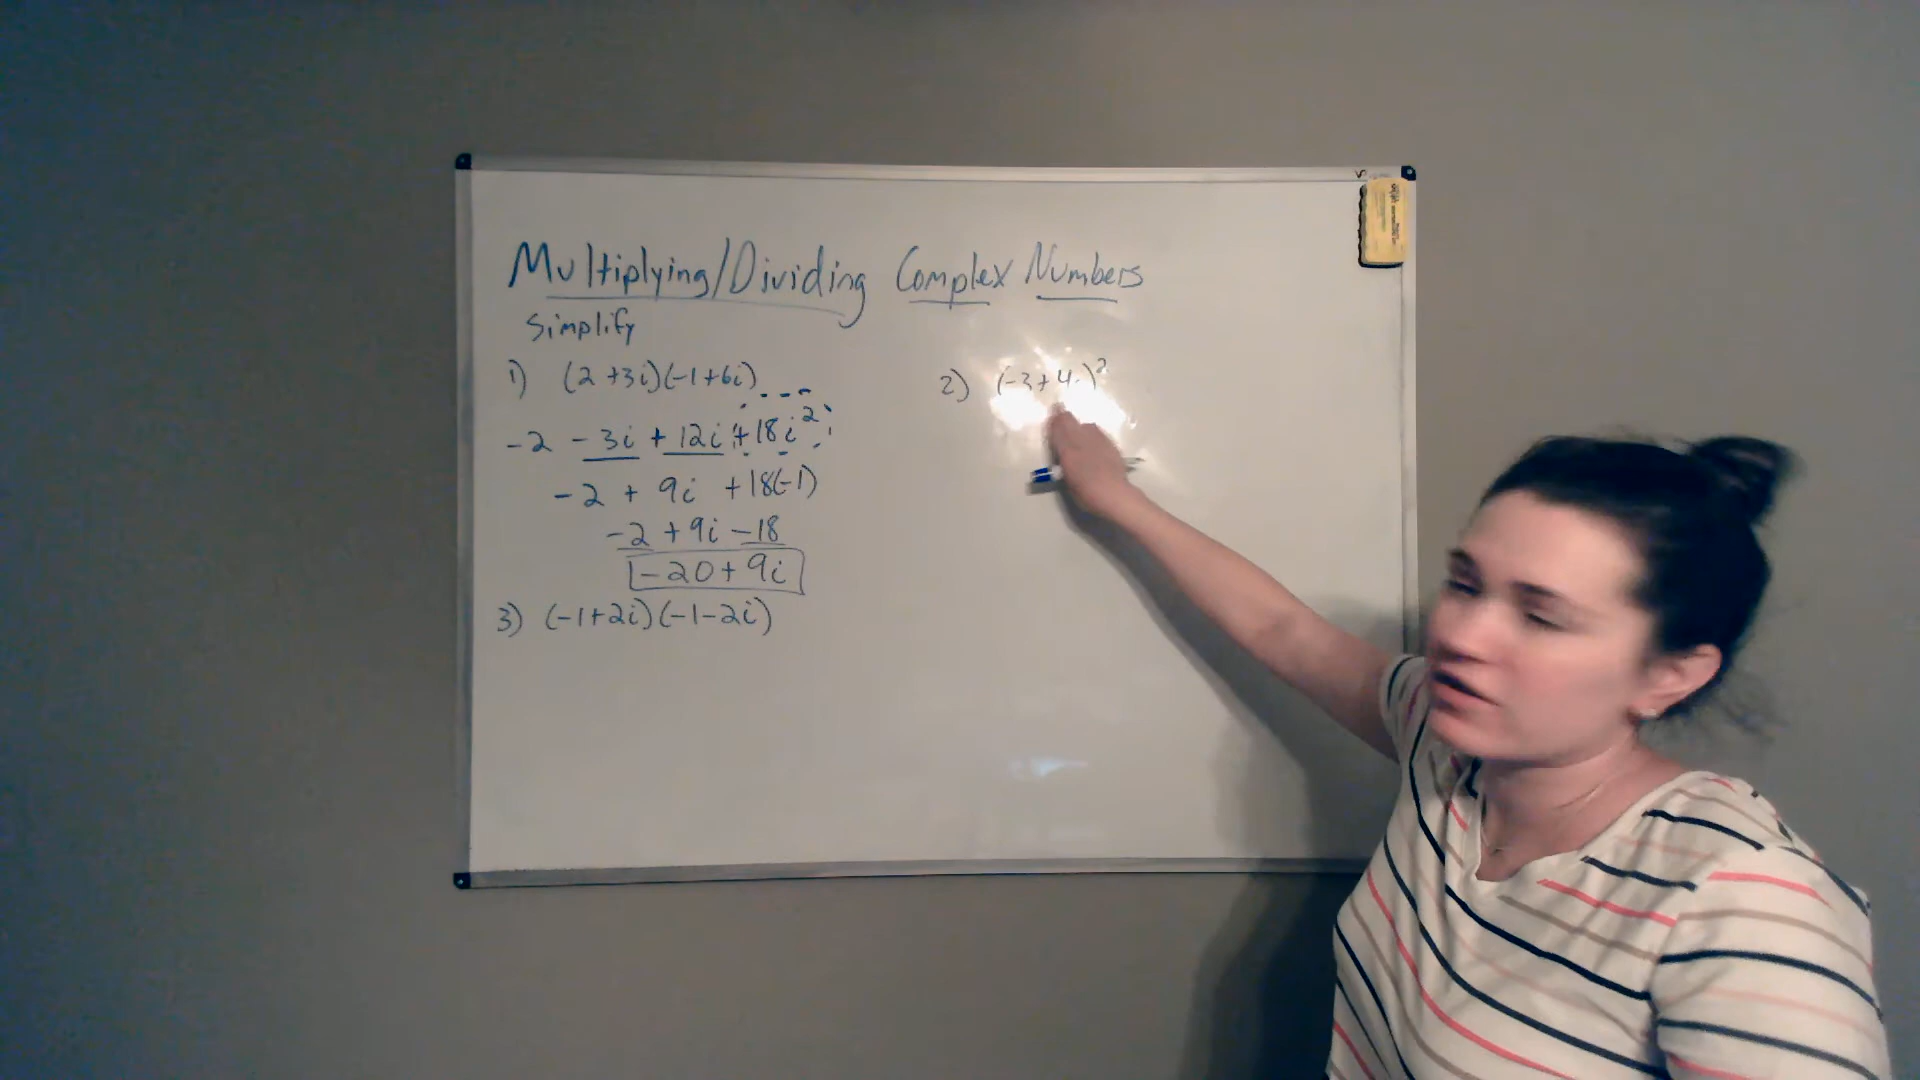 Multiplying/Dividing Complex Numbers
Simplify
1) (2+3i)(-1+6i)
-2 -3i +12i +18i²
-2 + 9i +18(-1)
-2 +9i -18
-20+9i
2) (-3+4i)²
3) (-1+2i)(-1-2i)